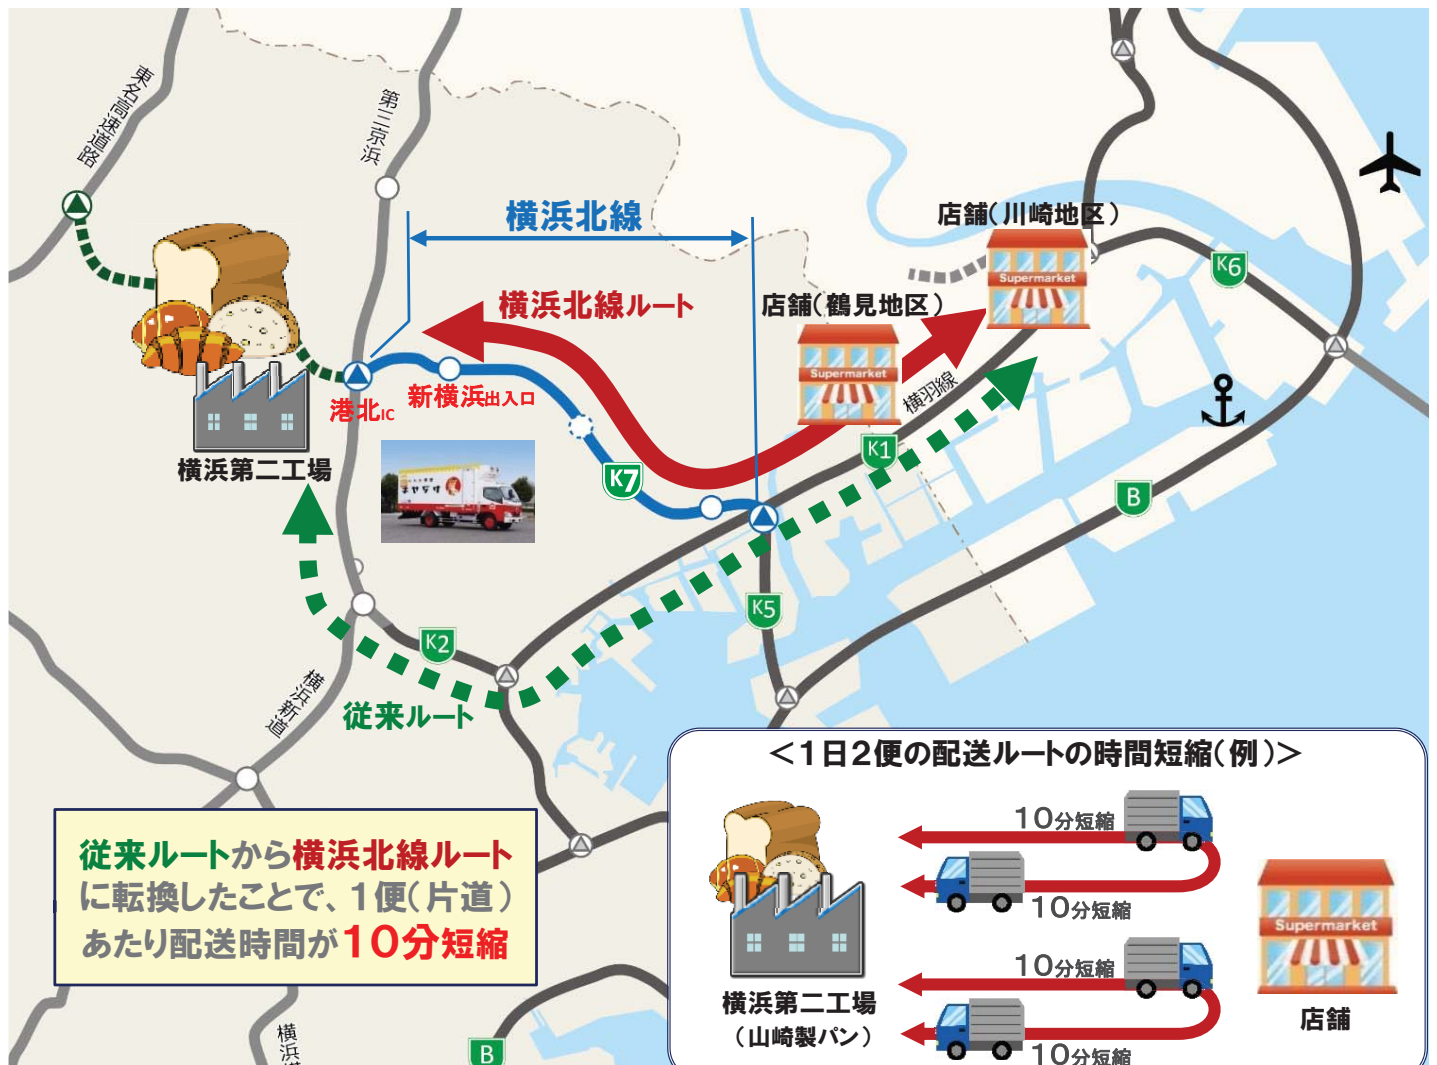 東名高速道路
第三京浜
横浜北線
店舗(川崎地区)
Supermarket
K6
横浜北線ルート
店舗(鶴見地区)
Supermarket
横羽線
港北IC
新横浜出入口
横浜第二工場
K7
K1
B
K5
K2
横浜新道
従来ルート
従来ルートから横浜北線ルート
に転換したことで、1便(片道)
あたり配送時間が10分短縮
横浜
B
<1日2便の配送ルートの時間短縮(例)>
10分短縮
10分短縮
10分短縮
10分短縮
横浜第二工場
(山崎製パン)
Supermarket
店舗